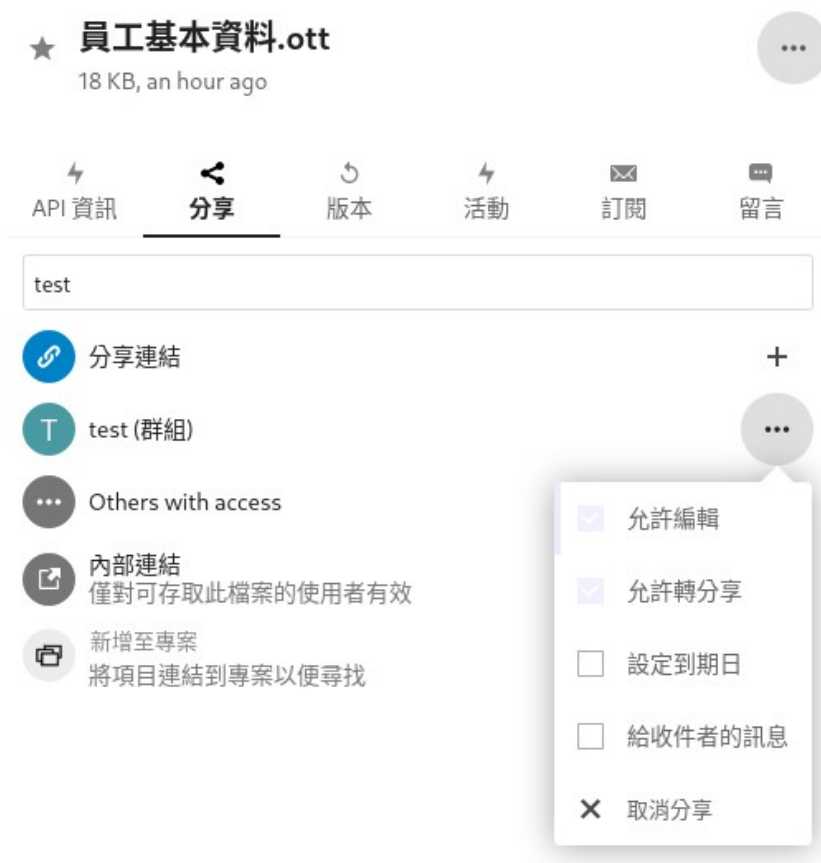 員工基本資料.ott
18 KB, an hour ago
API 資訊
分享
版本
活動
訂閱
留言
test
分享連結
T
test (群組)
Others with access
內部連結
僅對可存取此檔案的使用者有效
新增至專案
將項目連結到專案以便尋找
允許編輯
允許轉分享
設定到期日
給收件者的訊息
取消分享